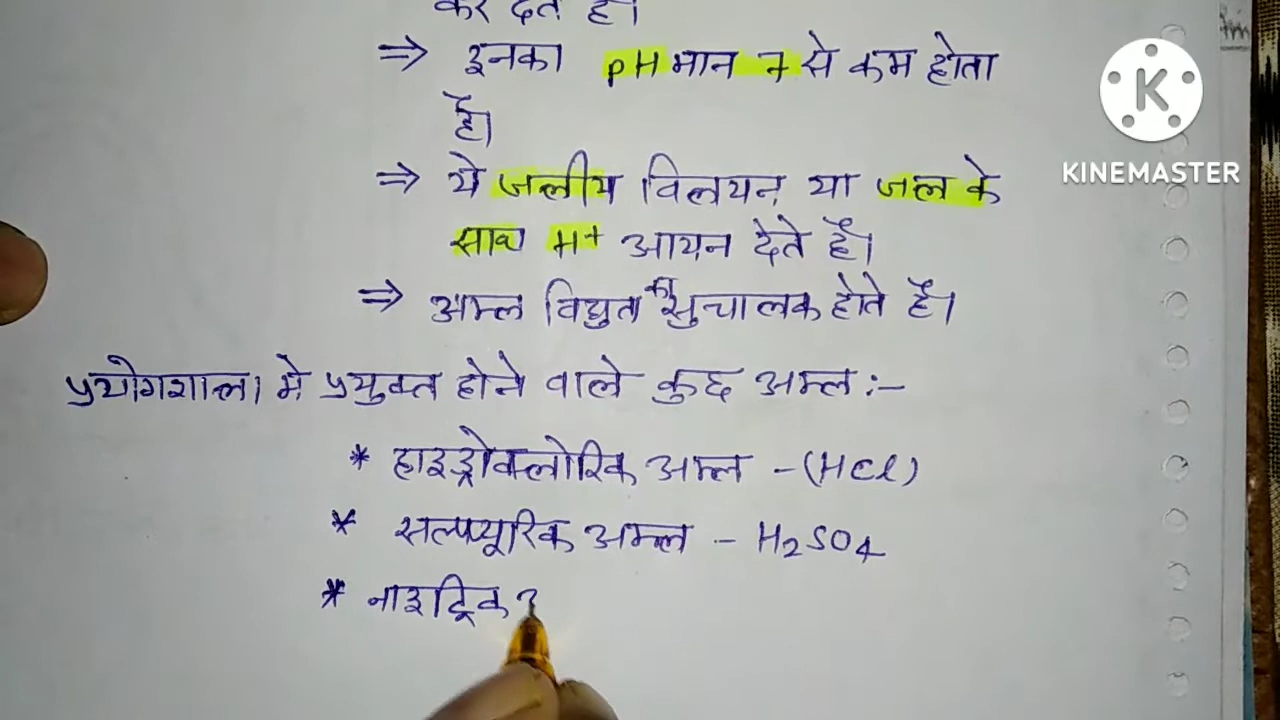 कर देते हैं।
⇒ इनका pH मान 7 से कम होता
है।
⇒ ये जलीय विलयन या जल के
साथ H+ आयन देते हैं।
⇒ अम्ल विद्युत का सुचालक होते हैं।
प्रयोगशाला में प्रयुक्त होने वाले कुछ अम्ल :-
* हाइड्रोक्लोरिक अम्ल - (HCl)
* सल्फ्यूरिक अम्ल - H2SO4
* नाइट्रिक
K
KINEMASTER